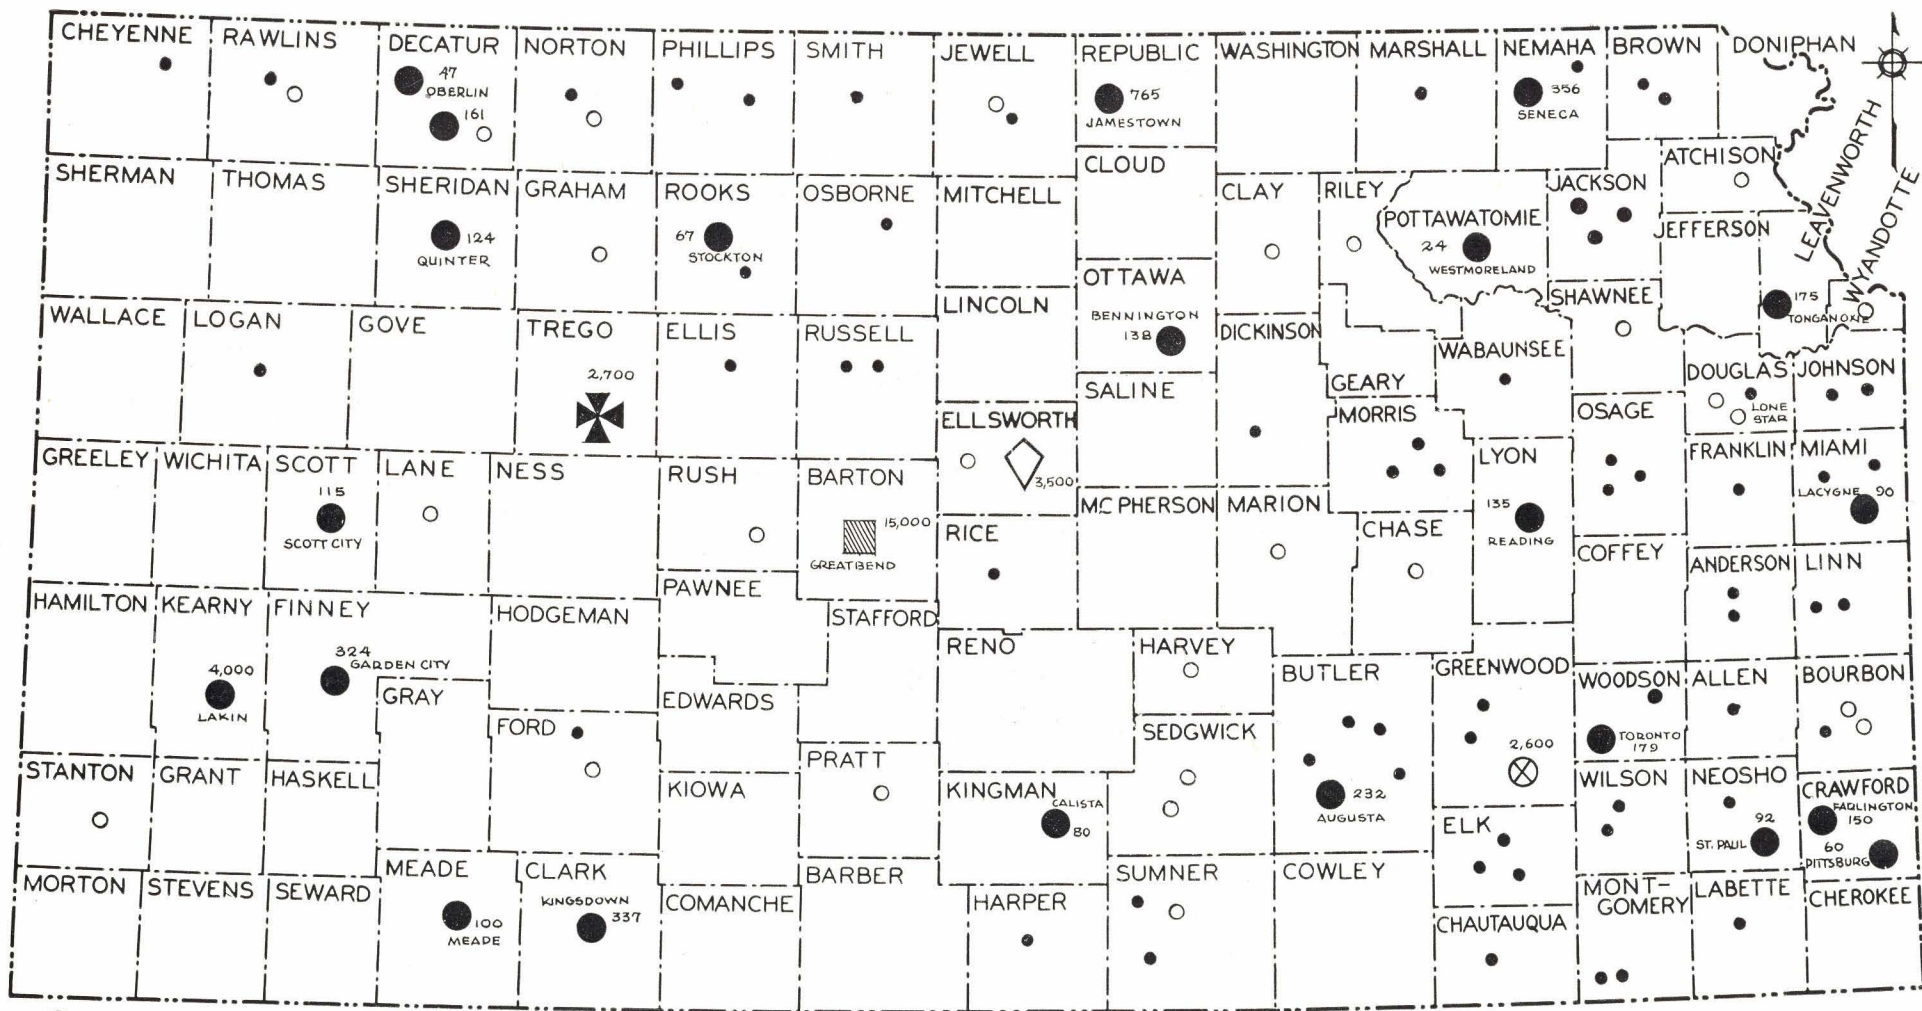 CHEYENNE
RAWLINS
DECATUR
47
OBERLIN
161
NORTON
PHILLIPS
SMITH
JEWELL
REPUBLIC
765
JAMESTOWN
WASHINGTON
MARSHALL
NEMAHA
356
SENECA
BROWN
DONIPHAN
SHERMAN
THOMAS
SHERIDAN
124
QUINTER
GRAHAM
ROOKS
67
STOCKTON
OSBORNE
MITCHELL
CLOUD
CLAY
RILEY
POTTAWATOMIE
24
WESTMORELAND
JACKSON
ATCHISON
JEFFERSON
LEAVENWORTH
WYANDOTTE
175
TONGANOXIE
WALLACE
LOGAN
GOVE
TREGO
2,700
ELLIS
RUSSELL
LINCOLN
OTTAWA
BENNINGTON
138
DICKINSON
GEARY
WABAUNSEE
SHAWNEE
DOUGLAS
LONE
STAR
JOHNSON
SALINE
ELLSWORTH
3,500
MORRIS
OSAGE
GREELEY
WICHITA
SCOTT
115
SCOTT CITY
LANE
NESS
RUSH
BARTON
15,000
GREAT BEND
RICE
MCPHERSON
MARION
CHASE
LYON
135
READING
FRANKLIN
MIAMI
LACYGNE 90
COFFEY
ANDERSON
LINN
HAMILTON
KEARNY
4,000
LAKIN
FINNEY
324
GARDEN CITY
HODGEMAN
PAWNEE
STAFFORD
RENO
HARVEY
BUTLER
232
AUGUSTA
GREENWOOD
2,600
WOODSON
TORONTO
179
ALLEN
BOURBON
GRAY
FORD
EDWARDS
SEDGWICK
STANTON
GRANT
HASKELL
KIOWA
PRATT
KINGMAN
CALISTA
80
ELK
WILSON
NEOSHO
92
ST. PAUL
CRAWFORD
FARLINGTON
150
60
PITTSBURG
MORTON
STEVENS
SEWARD
MEADE
100
MEADE
CLARK
KINGSDOWN
337
COMANCHE
BARBER
HARPER
SUMNER
COWLEY
CHAUTAUQUA
MONT-
GOMERY
LABETTE
CHEROKEE